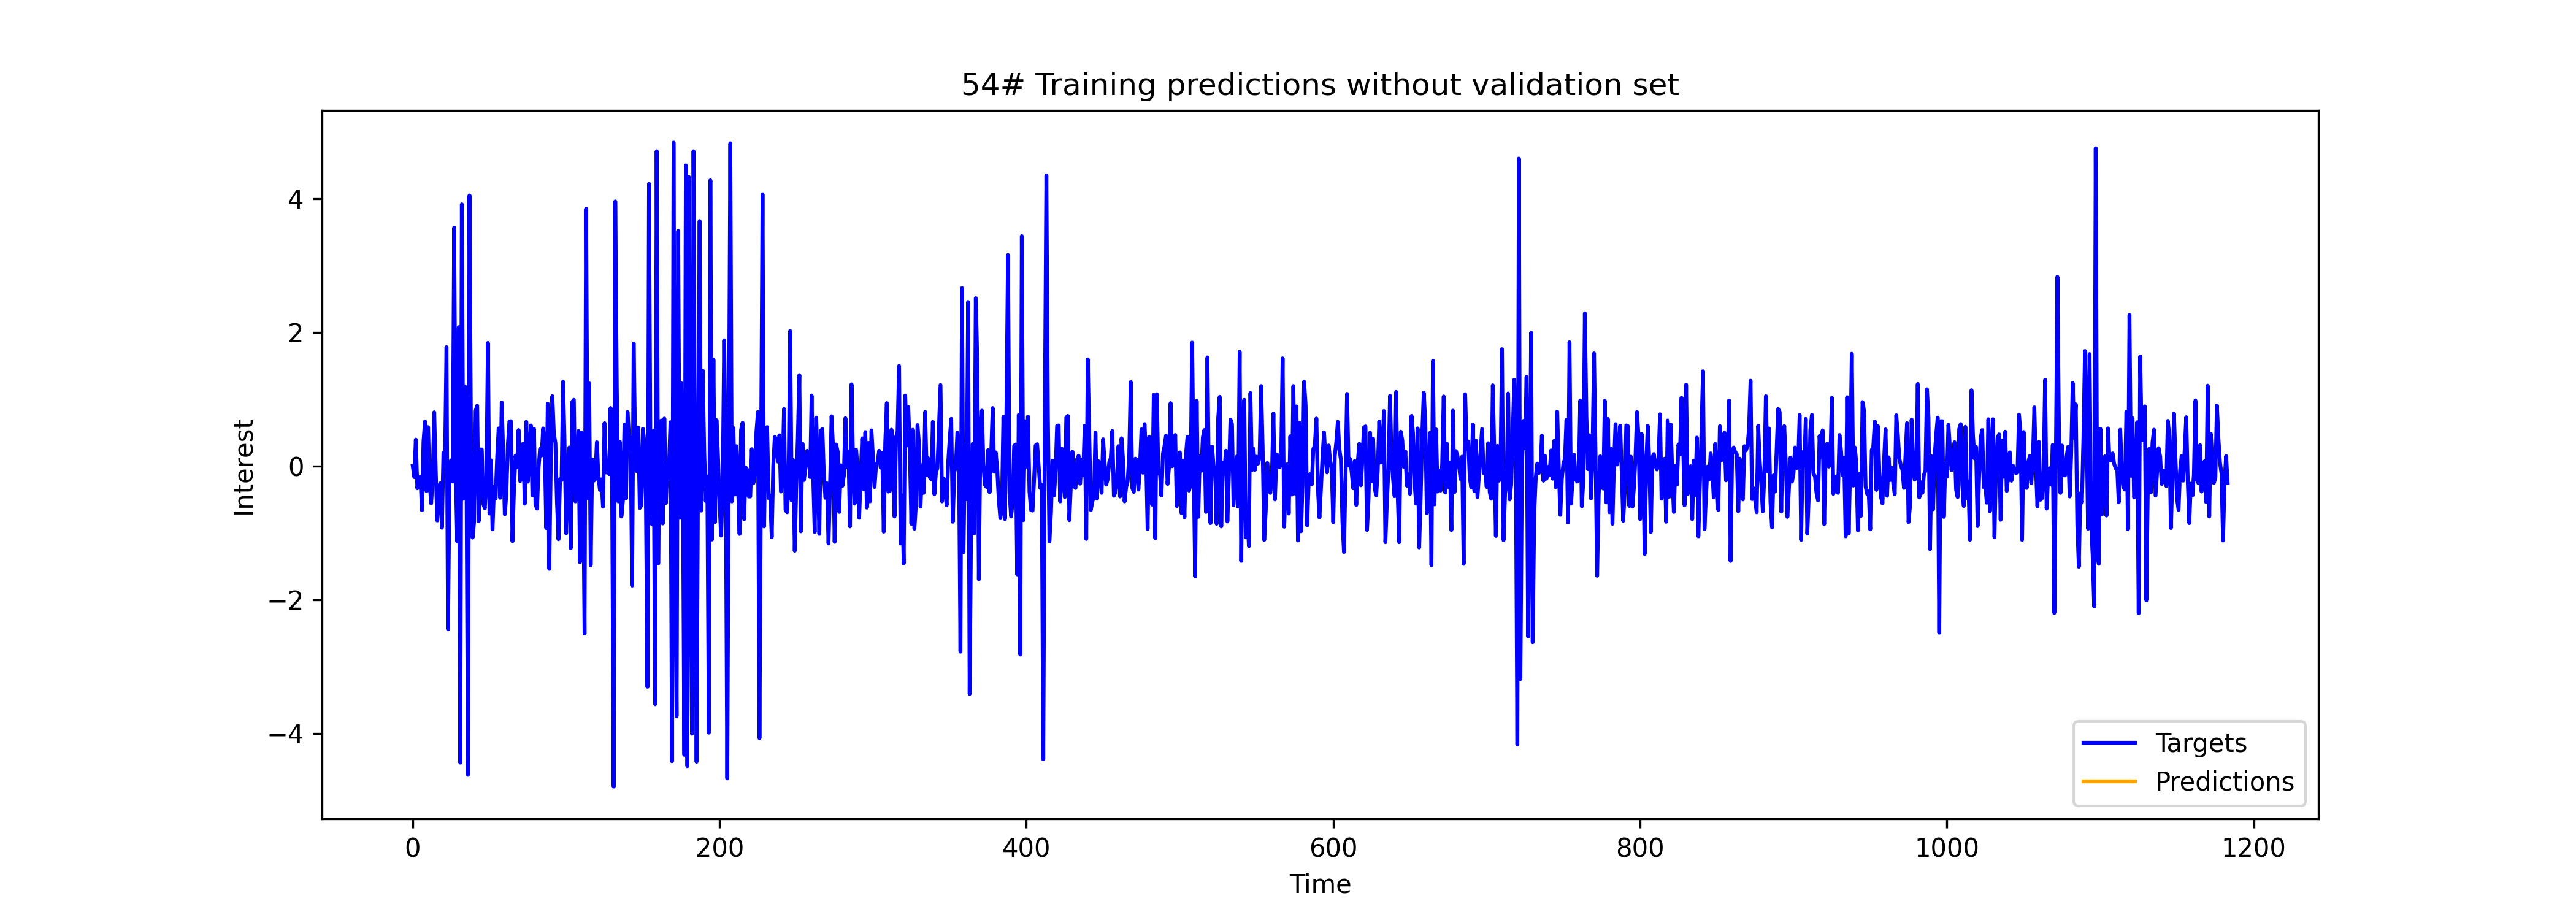 54# Training predictions without validation set
Interest
4
2
0
−2
−4
0 200 400 600 800 1000 1200
Time
Targets
Predictions